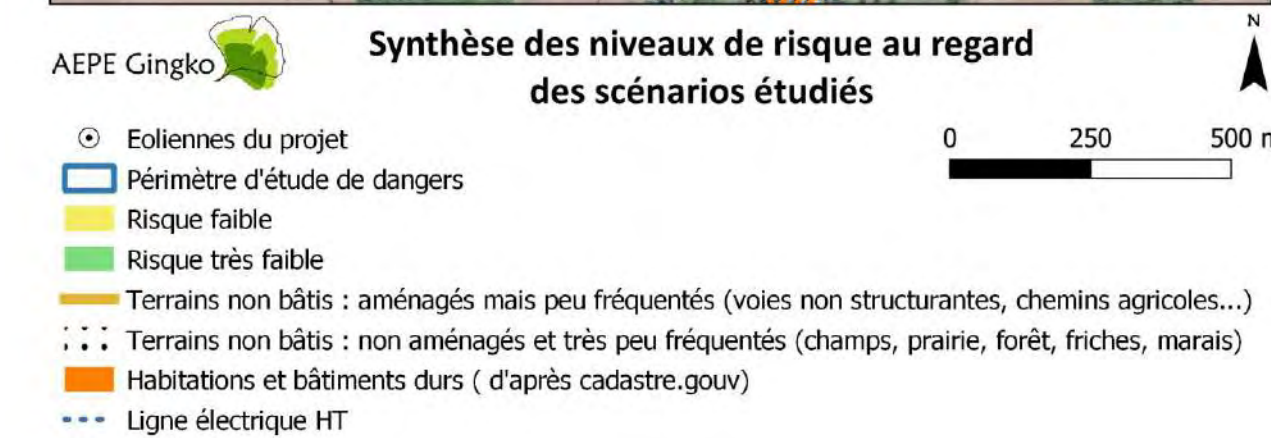 AEPE Gingko
Synthèse des niveaux de risque au regard
des scénarios étudiés
N
0 250 500 m
Eoliennes du projet
Périmètre d'étude de dangers
Risque faible
Risque très faible
Terrains non bâtis : aménagés mais peu fréquentés (voies non structurantes, chemins agricoles...)
Terrains non bâtis : non aménagés et très peu fréquentés (champs, prairie, forêt, friches, marais)
Habitations et bâtiments durs ( d'après cadastre.gouv)
Ligne électrique HT